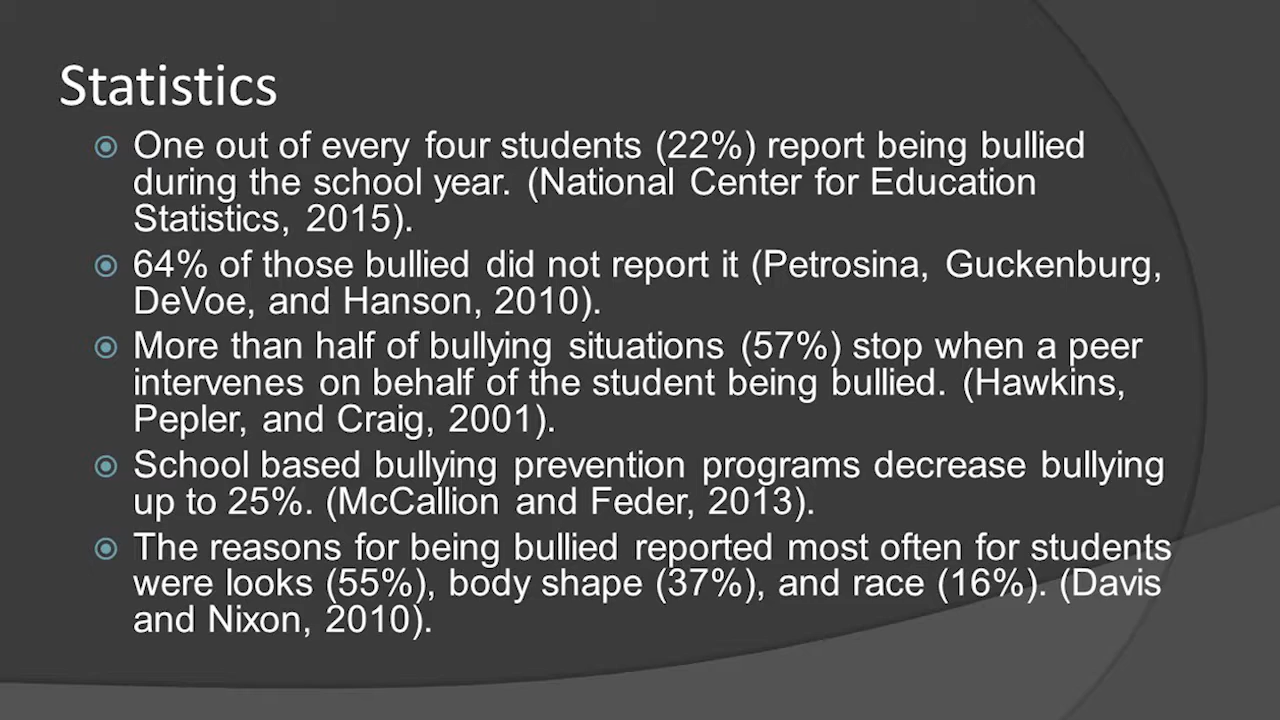 Statistics
One out of every four students (22%) report being bullied
during the school year. (National Center for Education
Statistics, 2015).
64% of those bullied did not report it (Petrosina, Guckenburg,
DeVoe, and Hanson, 2010).
More than half of bullying situations (57%) stop when a peer
intervenes on behalf of the student being bullied. (Hawkins,
Pepler, and Craig, 2001).
School based bullying prevention programs decrease bullying
up to 25%. (McCallion and Feder, 2013).
The reasons for being bullied reported most often for students
were looks (55%), body shape (37%), and race (16%). (Davis
and Nixon, 2010).